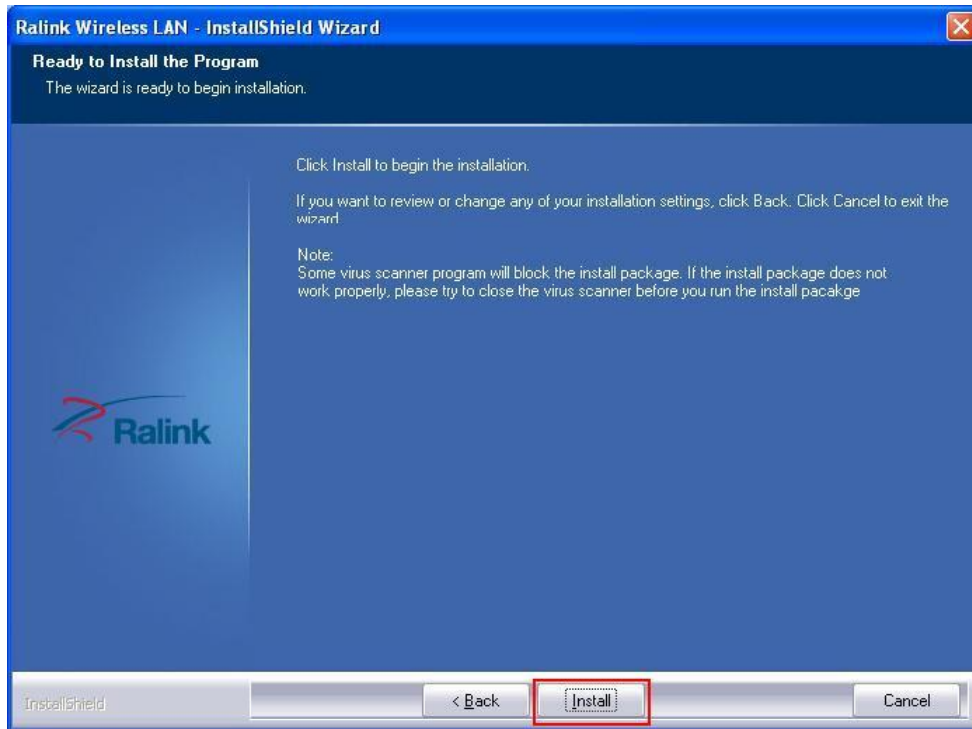 Ralink Wireless LAN - InstallShield Wizard
Ready to Install the Program
The wizard is ready to begin installation.
Click Install to begin the installation.
If you want to review or change any of your installation settings, click Back. Click Cancel to exit the
wizard
Note:
Some virus scanner program will block the install package. If the install package does not
work properly, please try to close the virus scanner before you run the install pacakge
Ralink
InstallShield
< Back
Install
Cancel